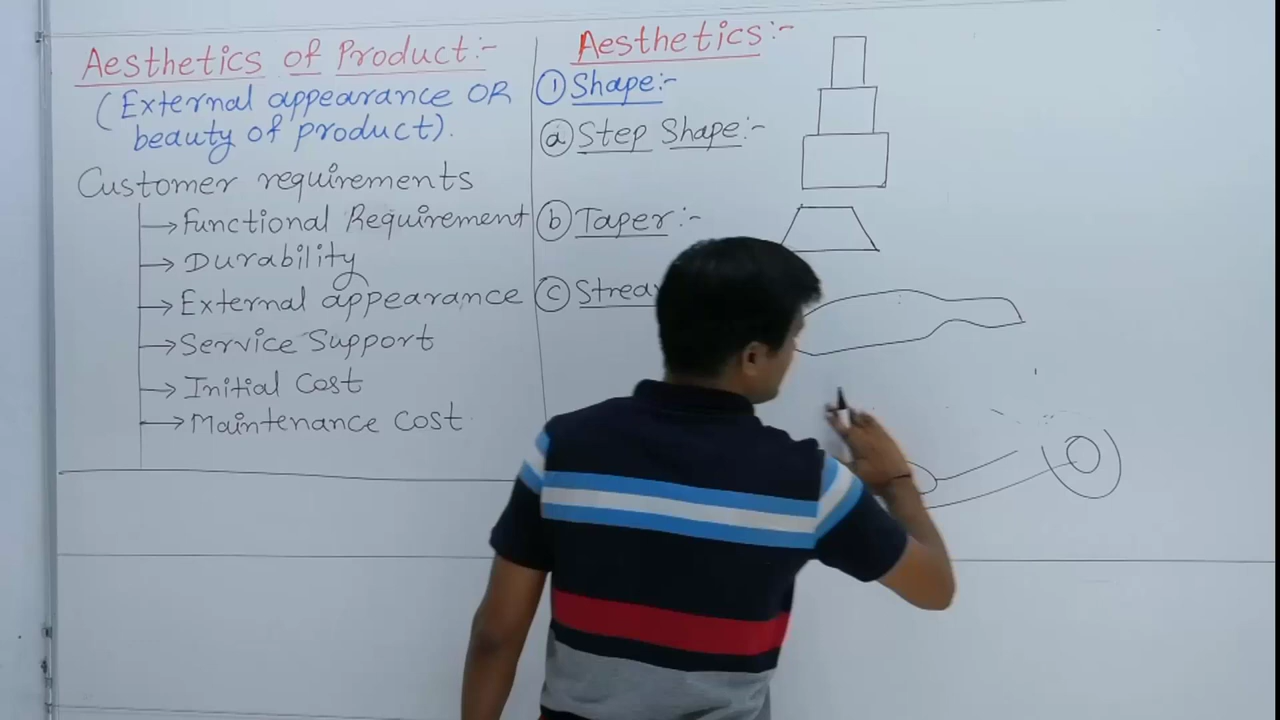 Aesthetics of Product:-
(External appearance OR
beauty of product).
Customer requirements
→ Functional Requirement
→ Durability
→ External appearance
→ Service Support
→ Initial Cost
→ Maintenance Cost
Aesthetics:-
① Shape:-
ⓐ Step Shape:-
ⓑ Taper:-
ⓒ